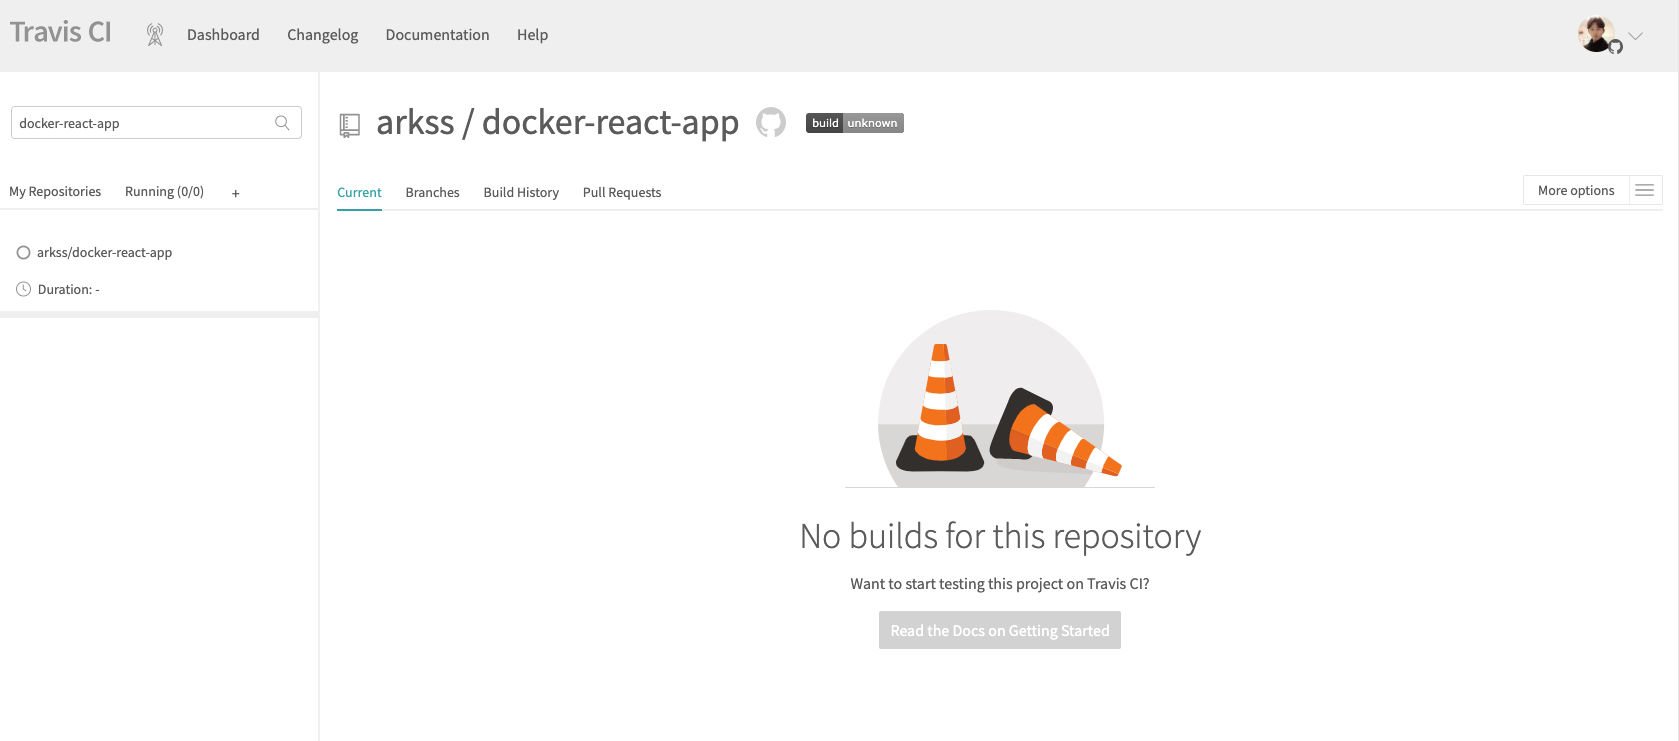 Travis CI
Dashboard
Changelog
Documentation
Help
docker-react-app
My Repositories
Running (0/0)
+
arkss/docker-react-app
Duration: -
arkss / docker-react-app
build unknown
Current
Branches
Build History
Pull Requests
More options
No builds for this repository
Want to start testing this project on Travis CI?
Read the Docs on Getting Started